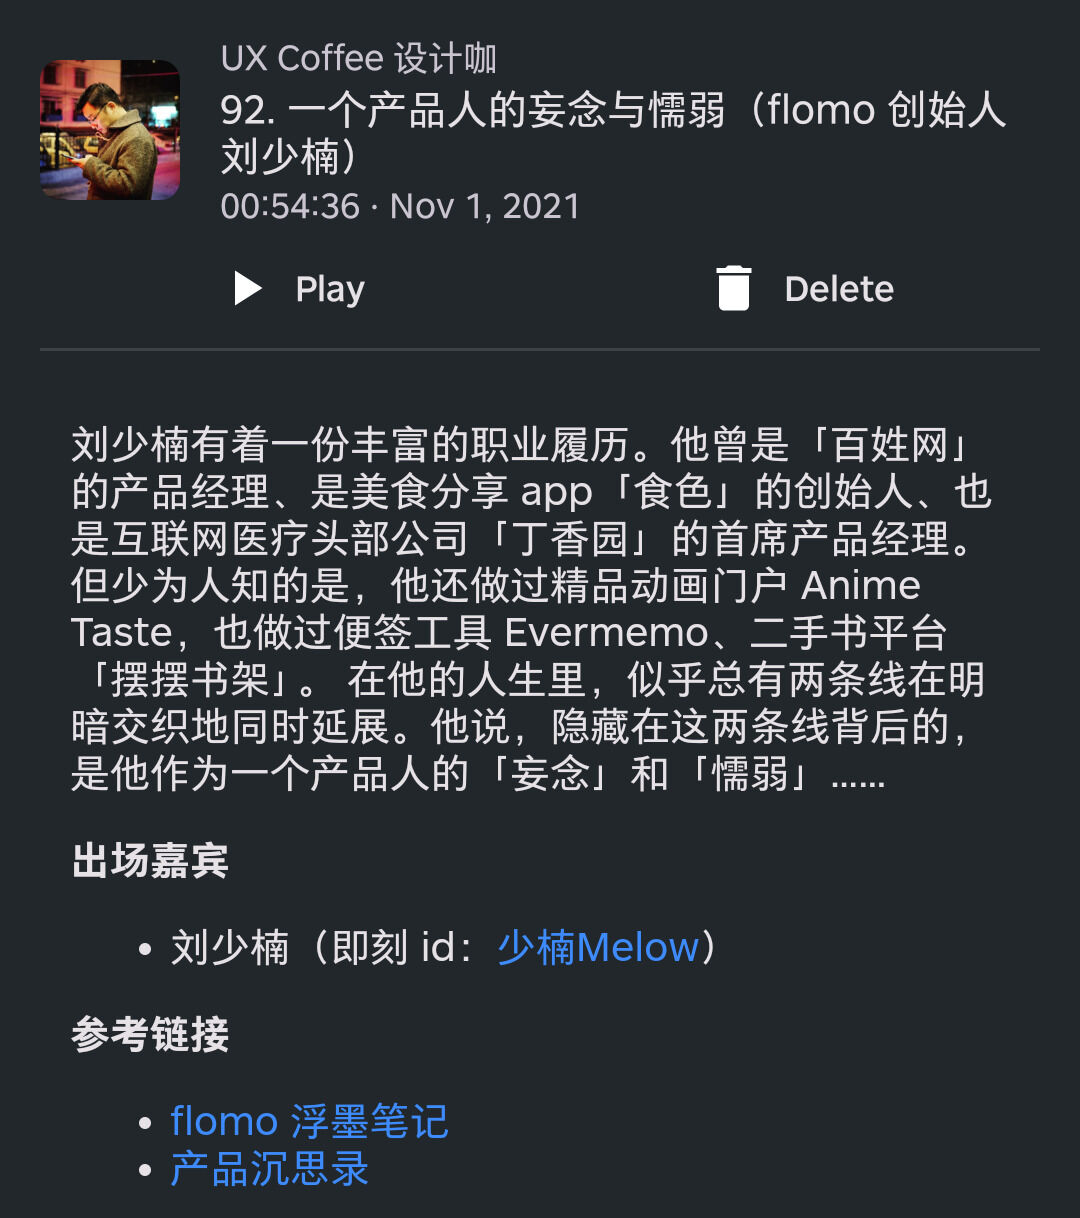 UX Coffee 设计咖
92. 一个产品人的妄念与懦弱（flomo 创始人
刘少楠）
00:54:36 · Nov 1, 2021
Play
Delete
刘少楠有着一份丰富的职业履历。他曾是「百姓网」
的产品经理、是美食分享 app「食色」的创始人、也
是互联网医疗头部公司「丁香园」的首席产品经理。
但少为人知的是，他还做过精品动画门户 Anime
Taste，也做过便签工具 Evermemo、二手书平台
「摆摆书架」。 在他的人生里，似乎总有两条线在明
暗交织地同时延展。他说，隐藏在这两条线背后的，
是他作为一个产品人的「妄念」和「懦弱」......
出场嘉宾
• 刘少楠（即刻 id：少楠Melow）
参考链接
• flomo 浮墨笔记
• 产品沉思录